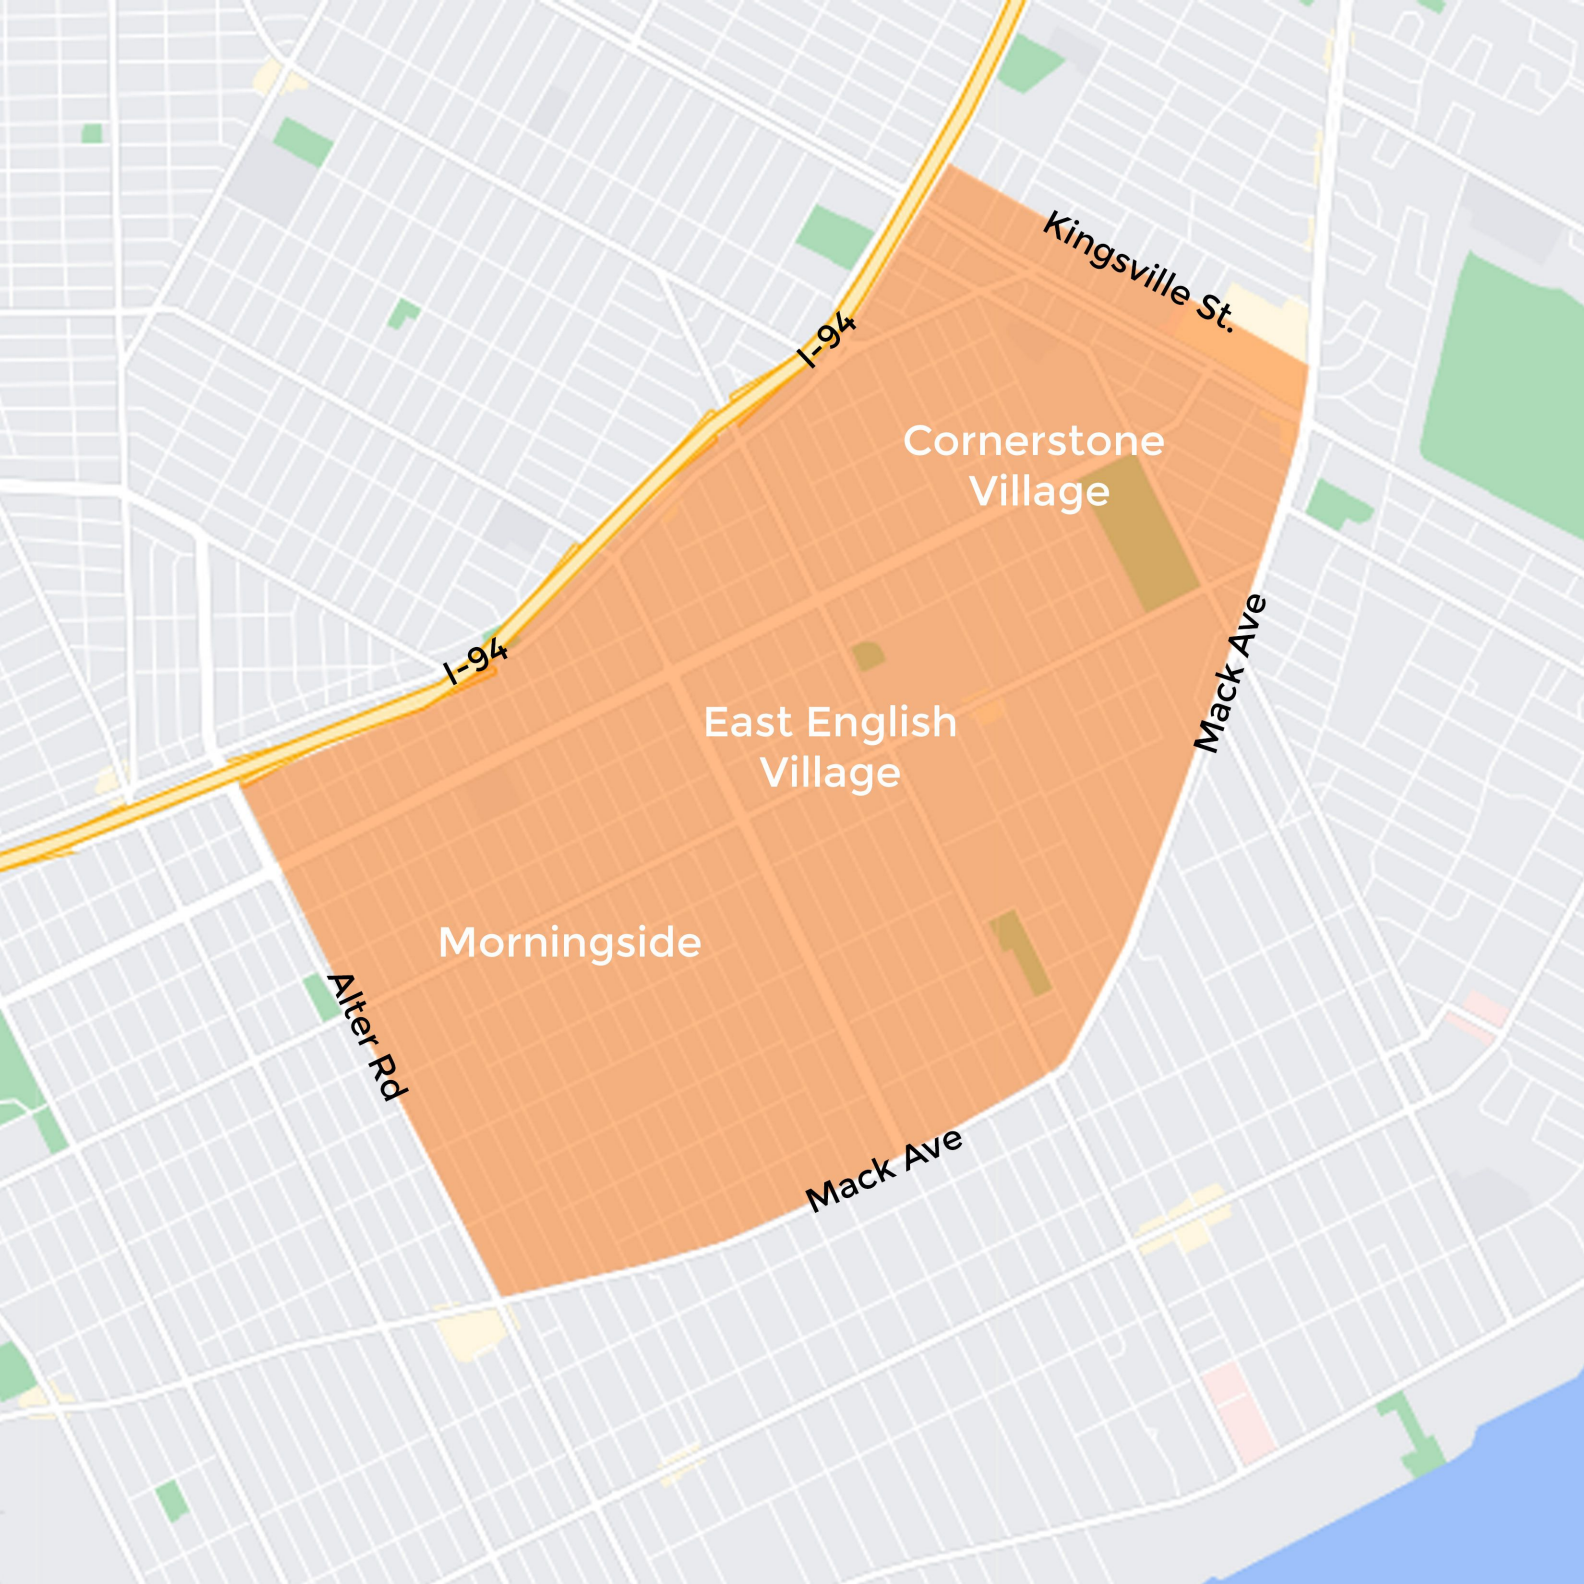 Kingsville St.
I-94
Cornerstone
Village
I-94
Mack Ave
East English
Village
Morningside
Alter Rd
Mack Ave